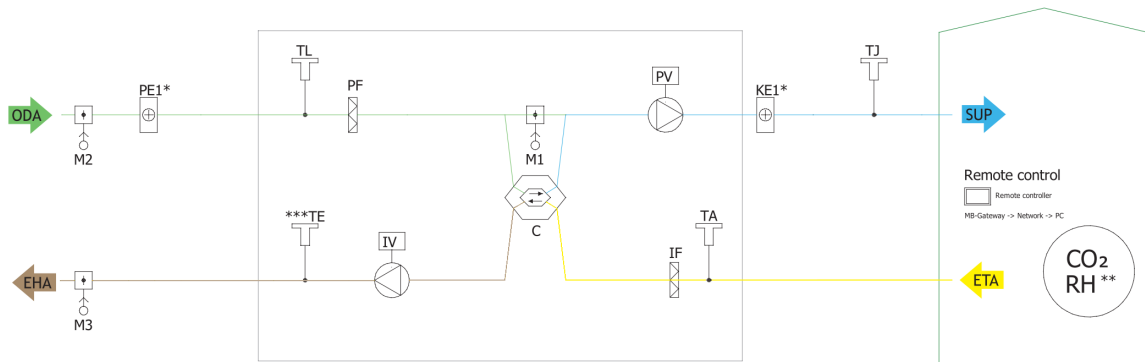 TL
TJ
PE1*
PF
PV
KE1*
ODA
SUP
M2
M1
Remote control
Remote controller
MB-Gateway -> Network -> PC
***TE
C
TA
IV
IF
CO₂
RH**
EHA
ETA
M3